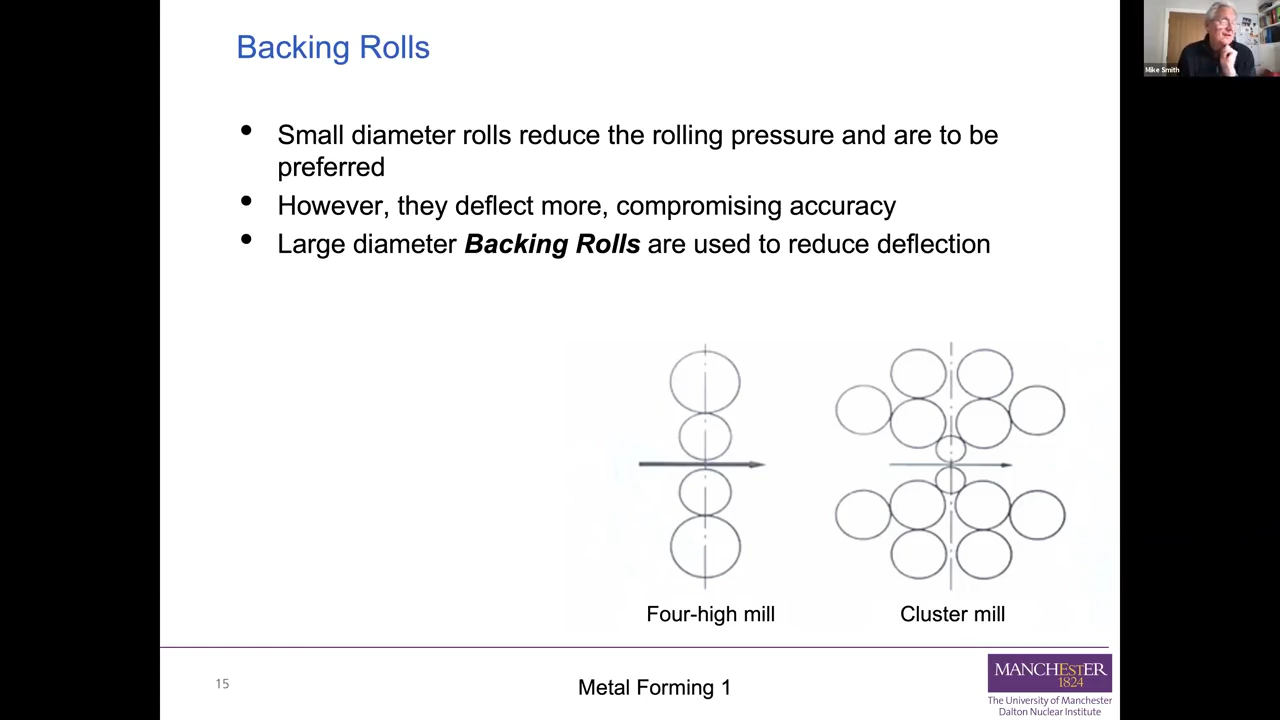 Backing Rolls
Mike Smith
• Small diameter rolls reduce the rolling pressure and are to be
preferred
• However, they deflect more, compromising accuracy
• Large diameter Backing Rolls are used to reduce deflection
Four-high mill
Cluster mill
15
Metal Forming 1
MANCHESTER
1824
The University of Manchester
Dalton Nuclear Institute